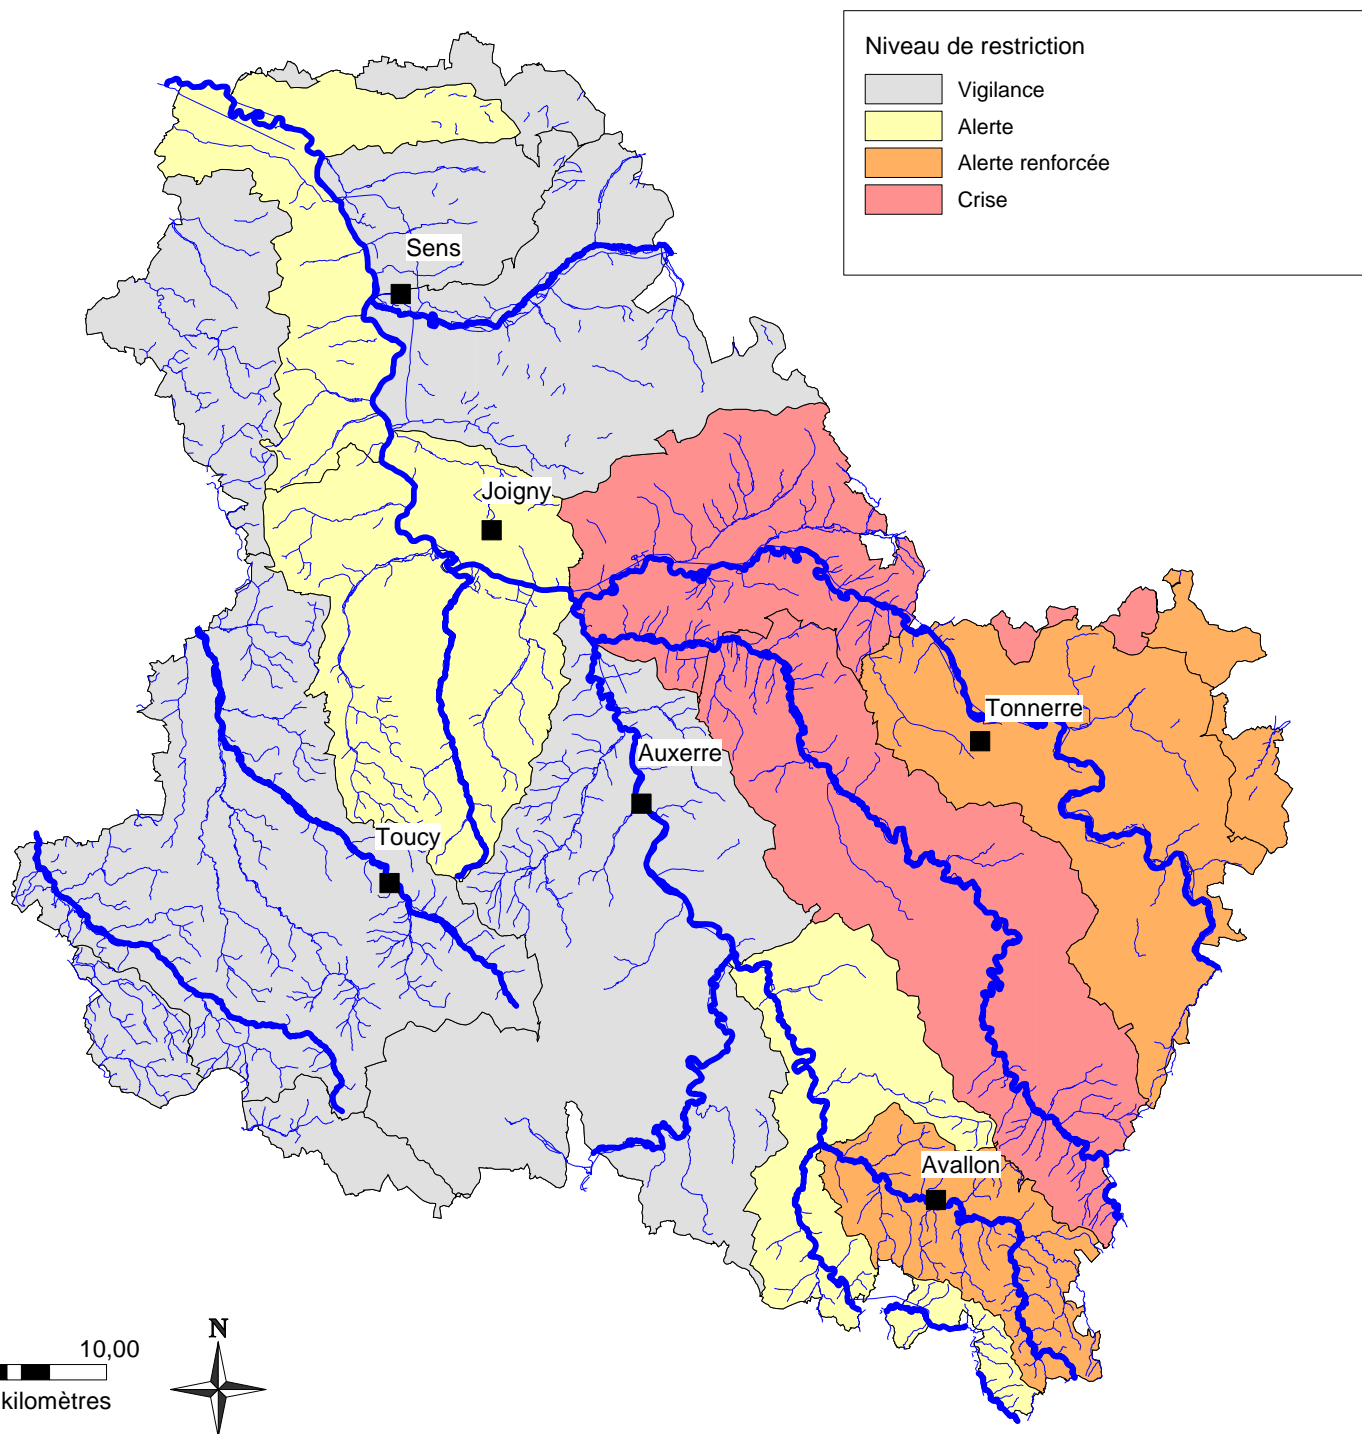 Niveau de restriction
Vigilance
Alerte
Alerte renforcée
Crise
Sens
Joigny
Tonnerre
Auxerre
Toucy
Avallon
N
10,00
kilomètres